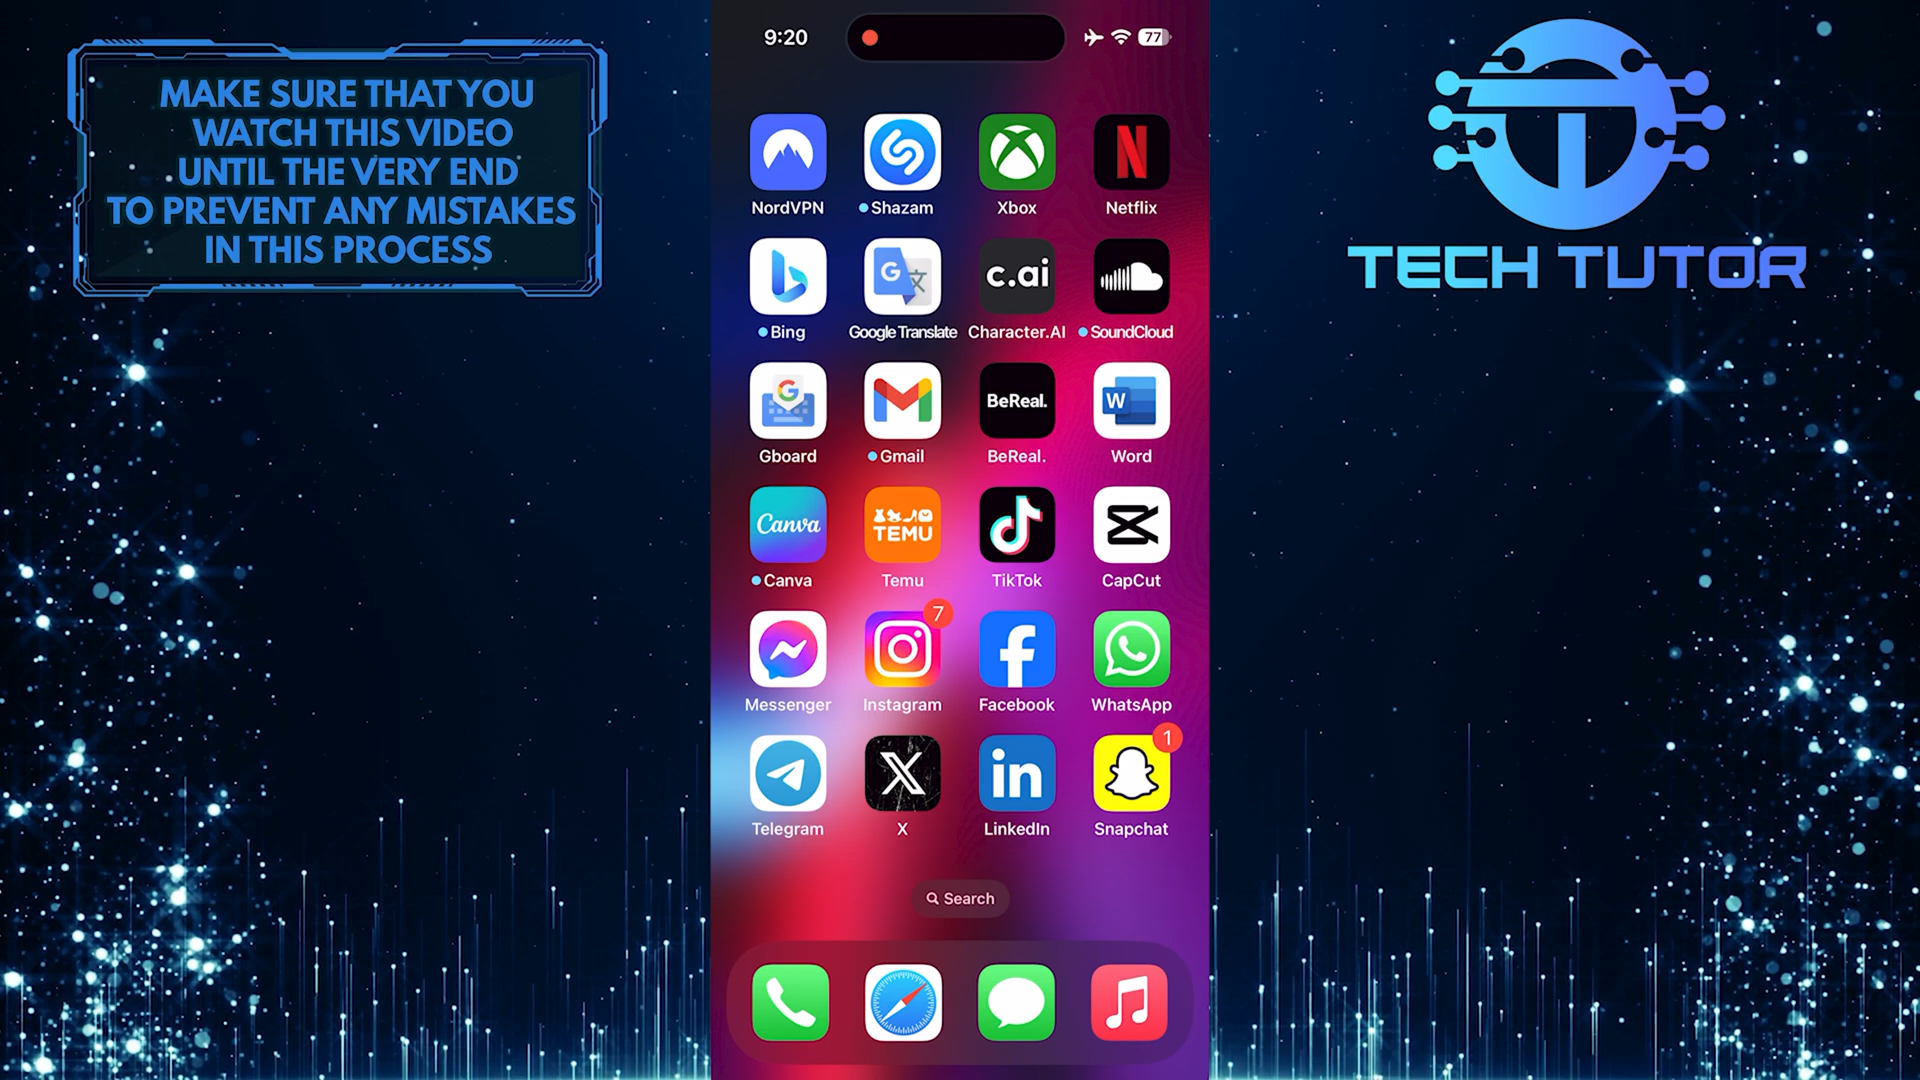 MAKE SURE THAT YOU
WATCH THIS VIDEO
UNTIL THE VERY END
TO PREVENT ANY MISTAKES
IN THIS PROCESS
9:20
77
NordVPN
Shazam
Xbox
N
Netflix
b
Bing
G 文
Google Translate
c.ai
Character.AI
SoundCloud
G
Gboard
Gmail
BeReal.
BeReal.
W
Word
Canva
Canva
TEMU
Temu
TikTok
CapCut
Messenger
7
Instagram
f
Facebook
WhatsApp
Telegram
X
X
in
LinkedIn
1
Snapchat
Search
T
TECH TUTOR